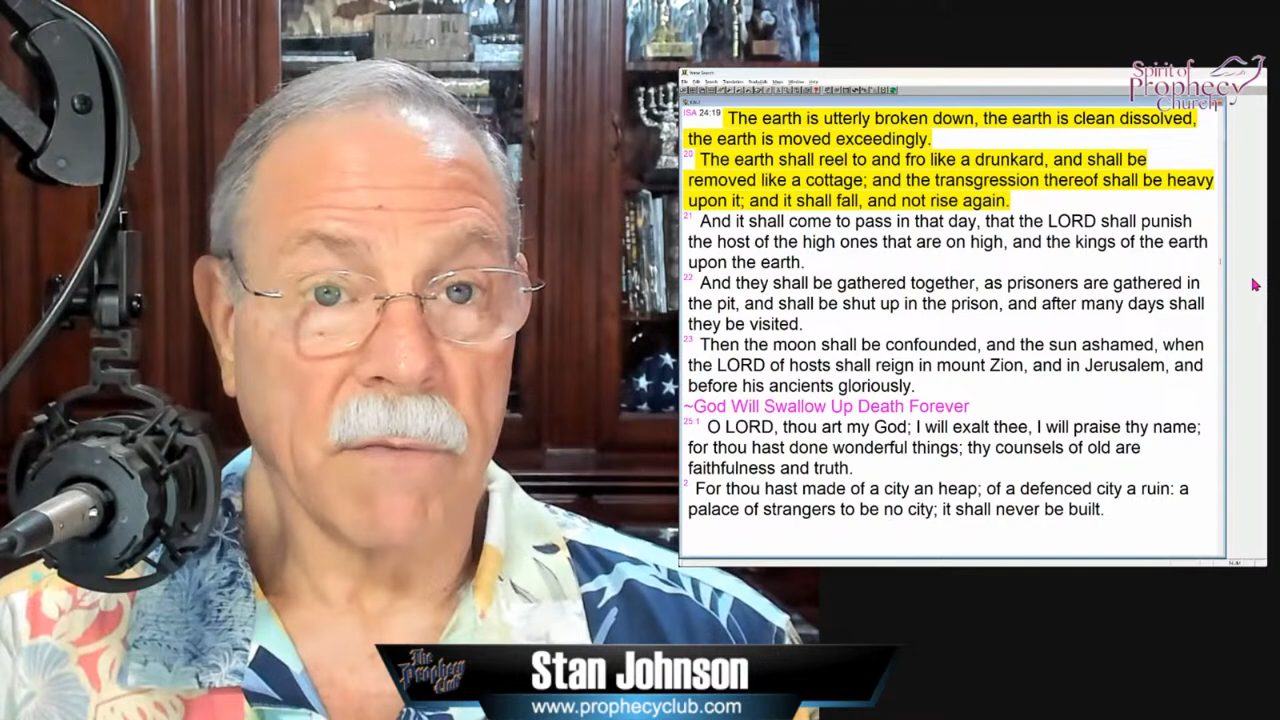 Spirit of
Prophecy
Church
Verse Search
ISA 24:19 The earth is utterly broken down, the earth is clean dissolved,
the earth is moved exceedingly.
20 The earth shall reel to and fro like a drunkard, and shall be
removed like a cottage; and the transgression thereof shall be heavy
upon it; and it shall fall, and not rise again.
21 And it shall come to pass in that day, that the LORD shall punish
the host of the high ones that are on high, and the kings of the earth
upon the earth.
22 And they shall be gathered together, as prisoners are gathered in
the pit, and shall be shut up in the prison, and after many days shall
they be visited.
23 Then the moon shall be confounded, and the sun ashamed, when
the LORD of hosts shall reign in mount Zion, and in Jerusalem, and
before his ancients gloriously.
~God Will Swallow Up Death Forever
25:1 O LORD, thou art my God; I will exalt thee, I will praise thy name;
for thou hast done wonderful things; thy counsels of old are
faithfulness and truth.
2 For thou hast made of a city an heap; of a defenced city a ruin: a
palace of strangers to be no city; it shall never be built.
The
Prophecy
Club
Stan Johnson
www.prophecyclub.com